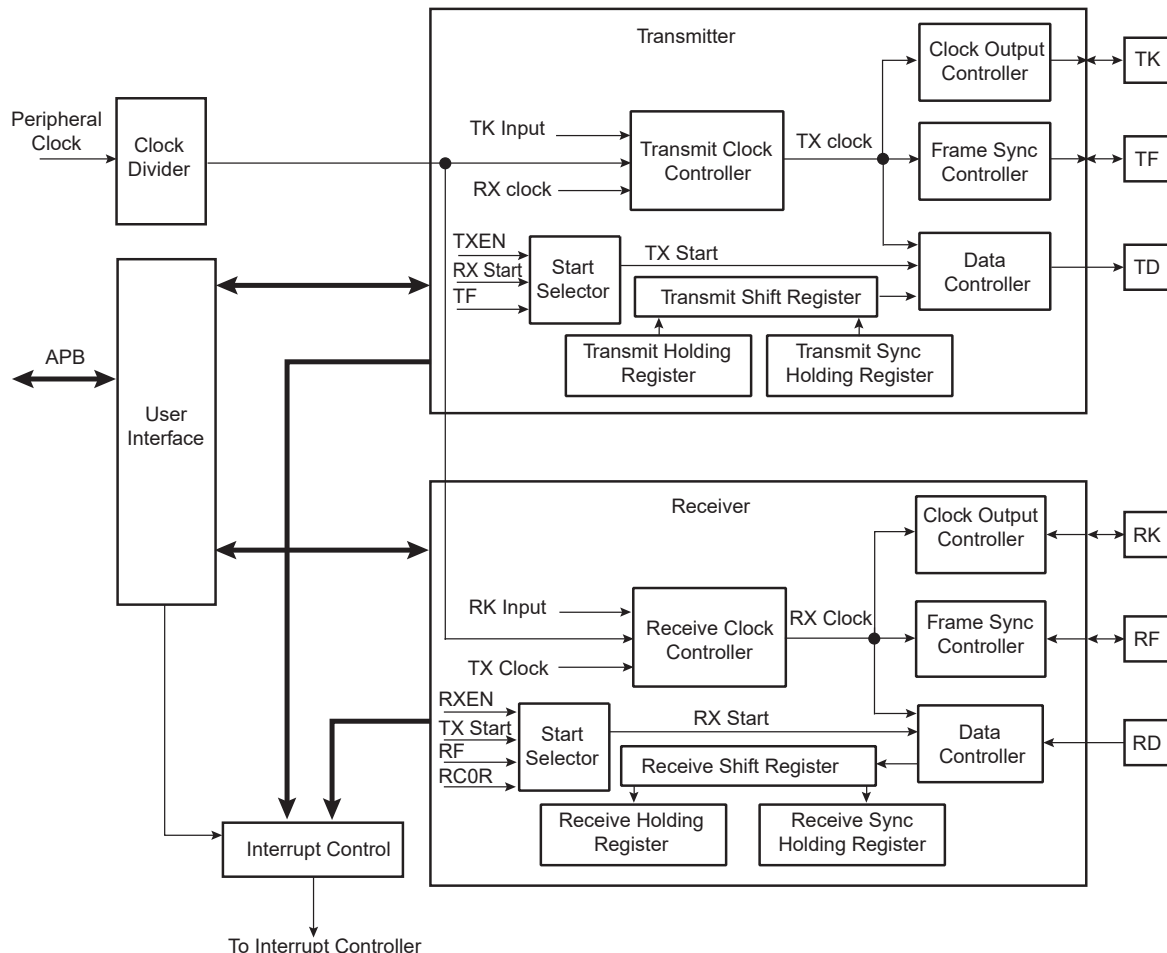 Transmitter
Clock Output
Controller
TK
Peripheral
Clock
Clock
Divider
TK Input
Transmit Clock
Controller
TX clock
Frame Sync
Controller
TF
RX clock
TXEN
RX Start
TF
Start
Selector
TX Start
Data
Controller
TD
Transmit Shift Register
Transmit Holding
Register
Transmit Sync
Holding Register
APB
User
Interface
Receiver
Clock Output
Controller
RK
RK Input
Receive Clock
Controller
RX Clock
Frame Sync
Controller
RF
TX Clock
RXEN
TX Start
RF
RC0R
Start
Selector
RX Start
Data
Controller
RD
Receive Shift Register
Receive Holding
Register
Receive Sync
Holding Register
Interrupt Control
To Interrupt Controller